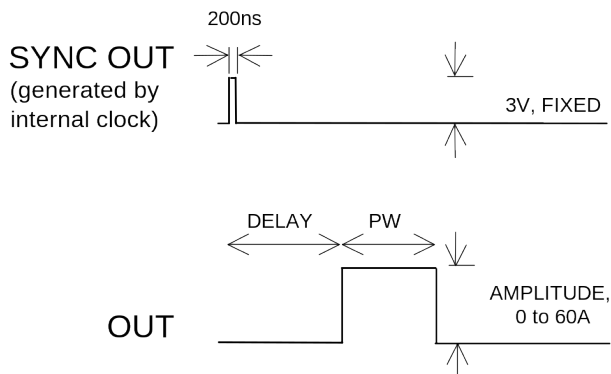 200ns
SYNC OUT
(generated by
internal clock)
3V, FIXED
DELAY
PW
AMPLITUDE,
0 to 60A
OUT